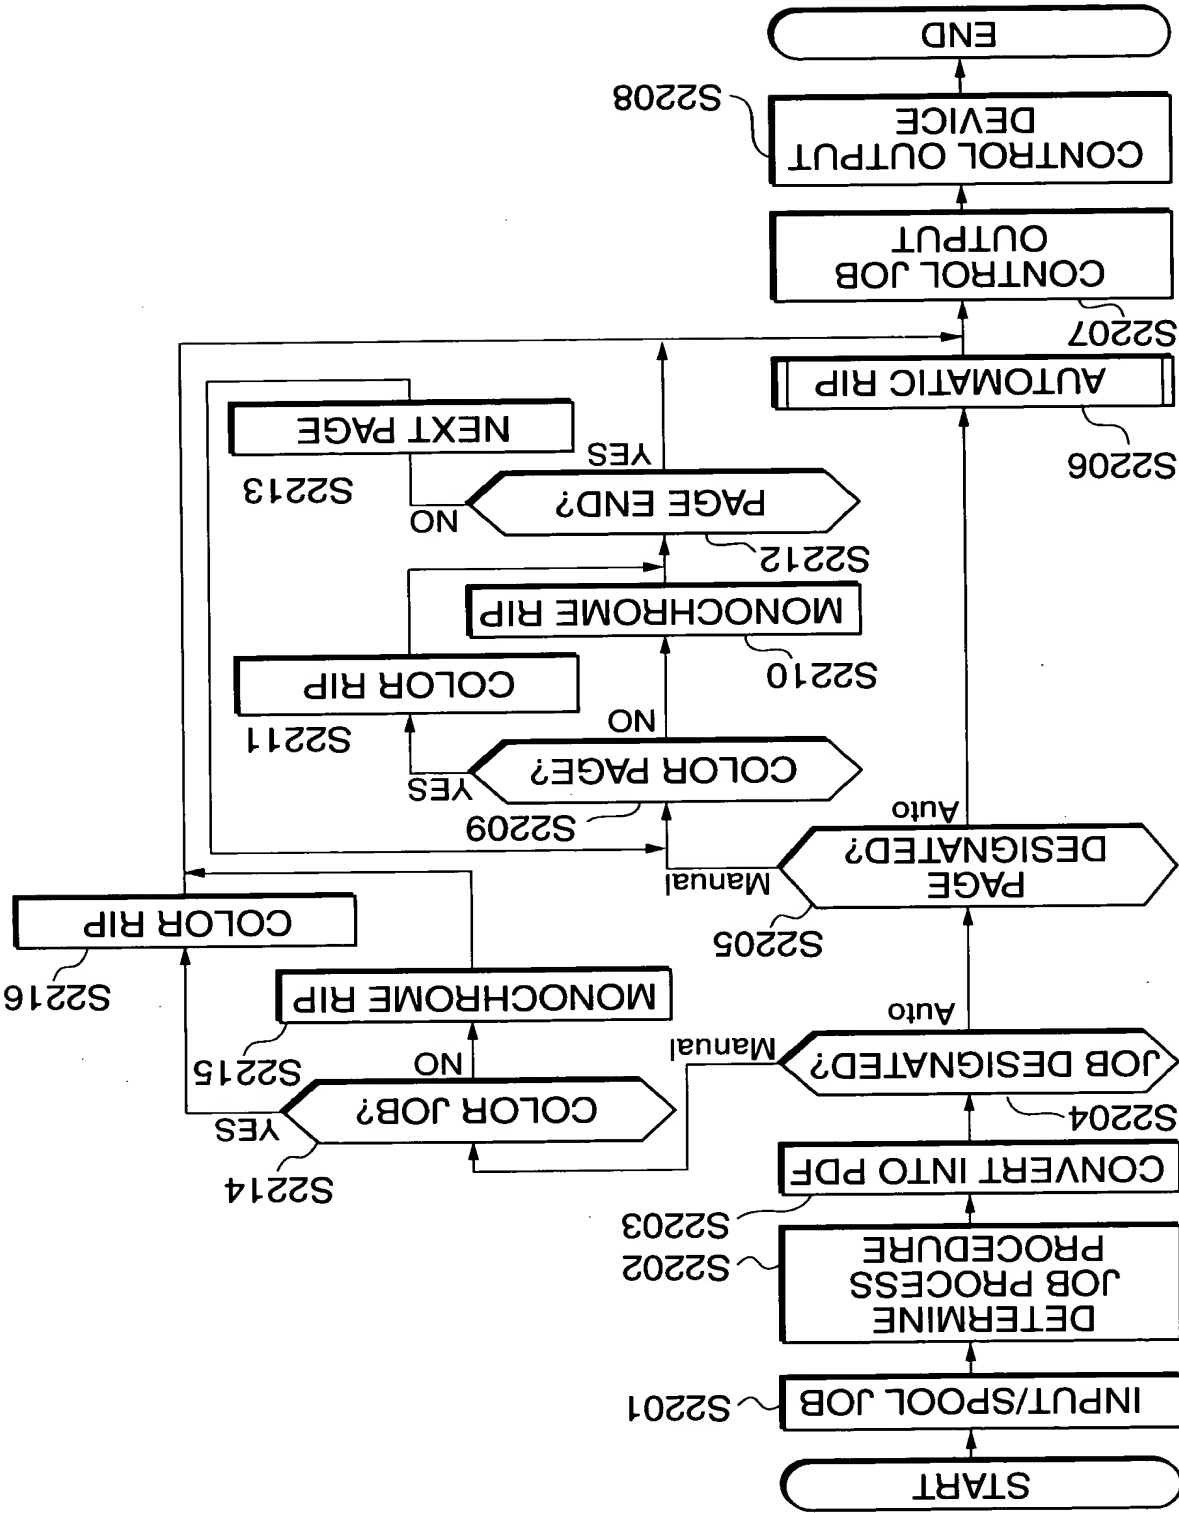 START
INPUT/SPOOL JOB
S2201
DETERMINE
JOB PROCESS
PROCEDURE
S2202
CONVERT INTO PDF
S2203
JOB DESIGNATED?
S2204
Manual
Auto
S2214
COLOR JOB?
YES
NO
S2215
MONOCHROME RIP
S2216
COLOR RIP
S2205
PAGE
DESIGNATED?
Manual
Auto
S2209
COLOR PAGE?
YES
NO
S2211
COLOR RIP
S2210
MONOCHROME RIP
S2212
PAGE END?
NO
YES
S2213
NEXT PAGE
S2206
AUTOMATIC RIP
S2207
CONTROL JOB
OUTPUT
CONTROL OUTPUT
DEVICE
S2208
END